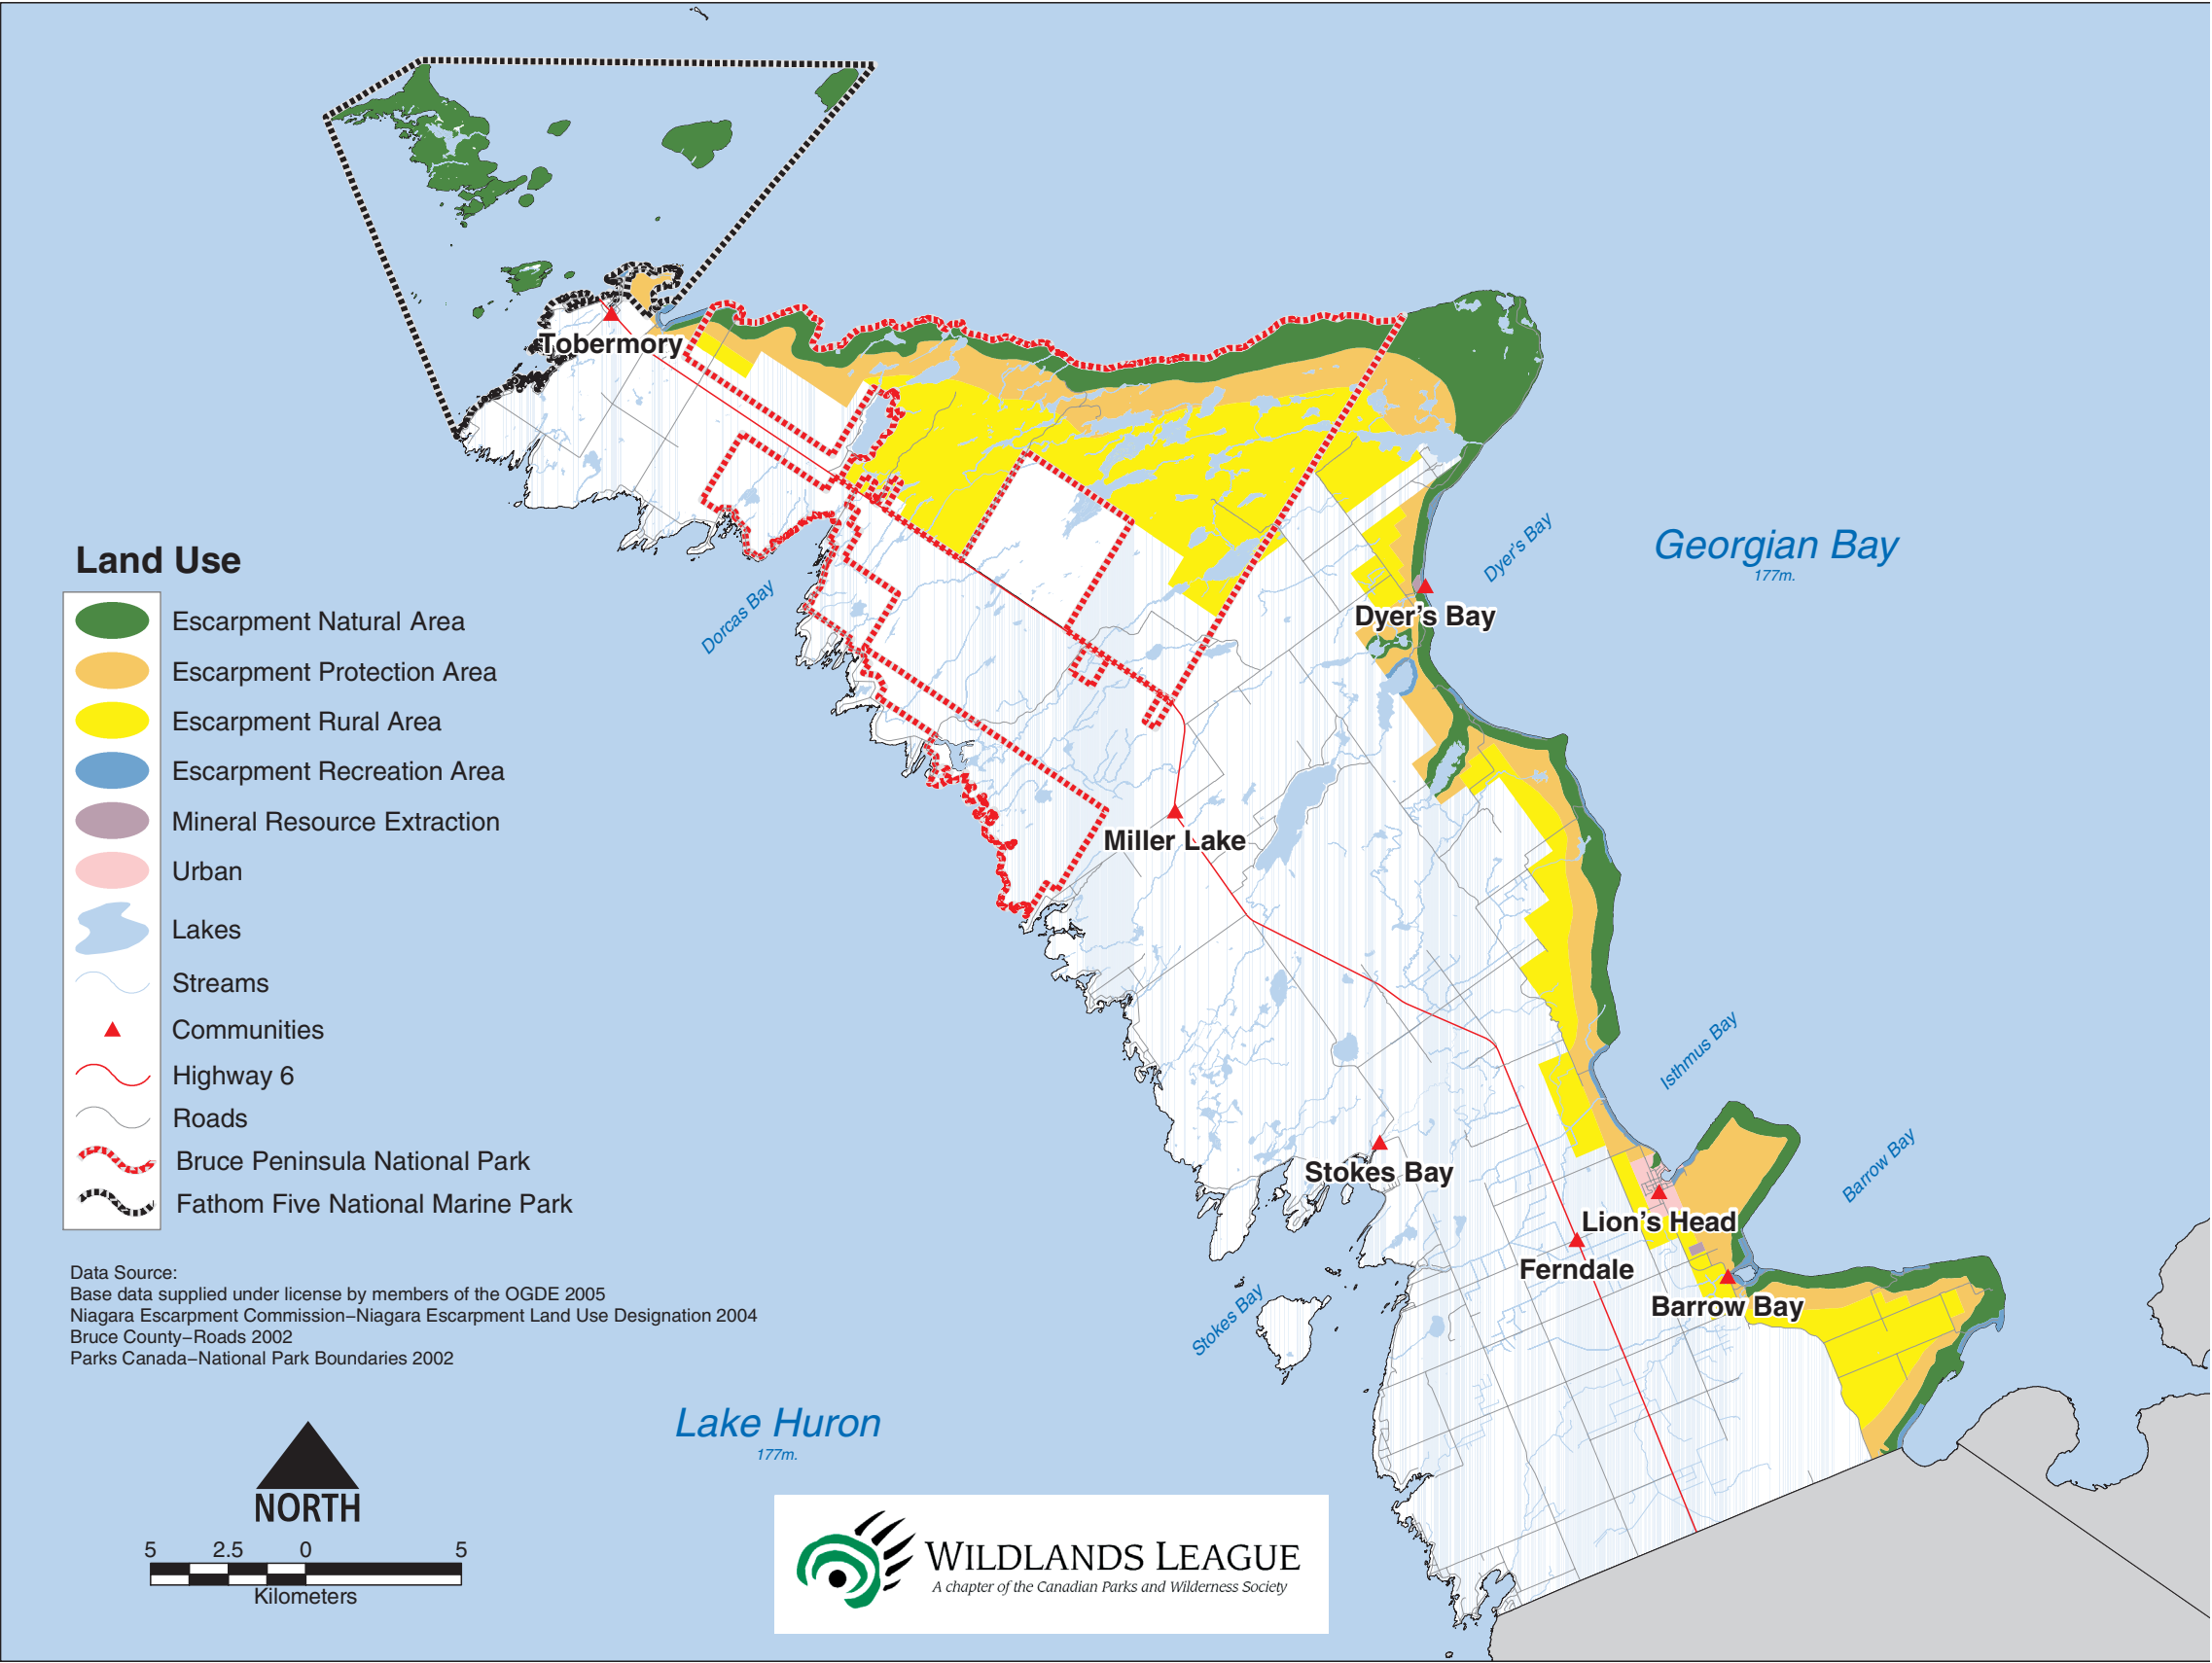 Tobermory
Georgian Bay
177m.
Dyer's Bay
Dorcas Bay
Dyer's Bay
Land Use
Escarpment Natural Area
Escarpment Protection Area
Escarpment Rural Area
Escarpment Recreation Area
Mineral Resource Extraction
Urban
Lakes
Streams
Communities
Highway 6
Roads
Bruce Peninsula National Park
Fathom Five National Marine Park
Miller Lake
Isthmus Bay
Barrow Bay
Stokes Bay
Lion's Head
Ferndale
Barrow Bay
Stokes Bay
Data Source:
Base data supplied under license by members of the OGDE 2005
Niagara Escarpment Commission–Niagara Escarpment Land Use Designation 2004
Bruce County–Roads 2002
Parks Canada–National Park Boundaries 2002
Lake Huron
177m.
NORTH
5 2.5 0 5
Kilometers
WILDLANDS LEAGUE
A chapter of the Canadian Parks and Wilderness Society